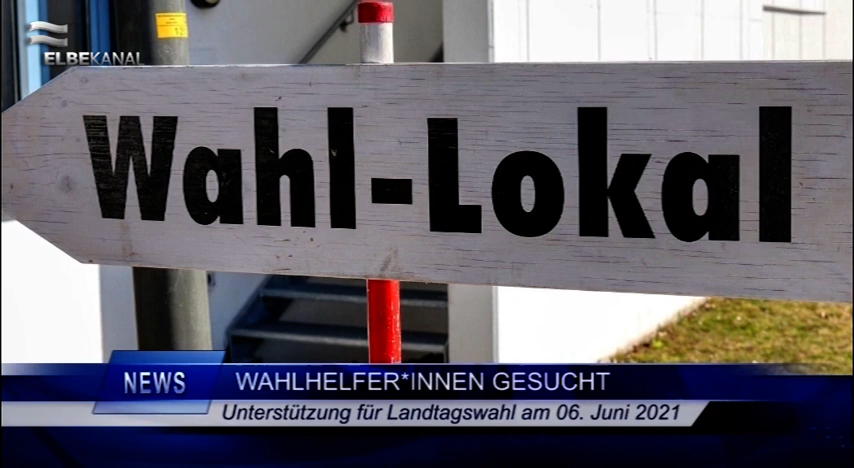 ELBEKANAL
Wahl-Lokal
NEWS
WAHLHELFER*INNEN GESUCHT
Unterstützung für Landtagswahl am 06. Juni 2021